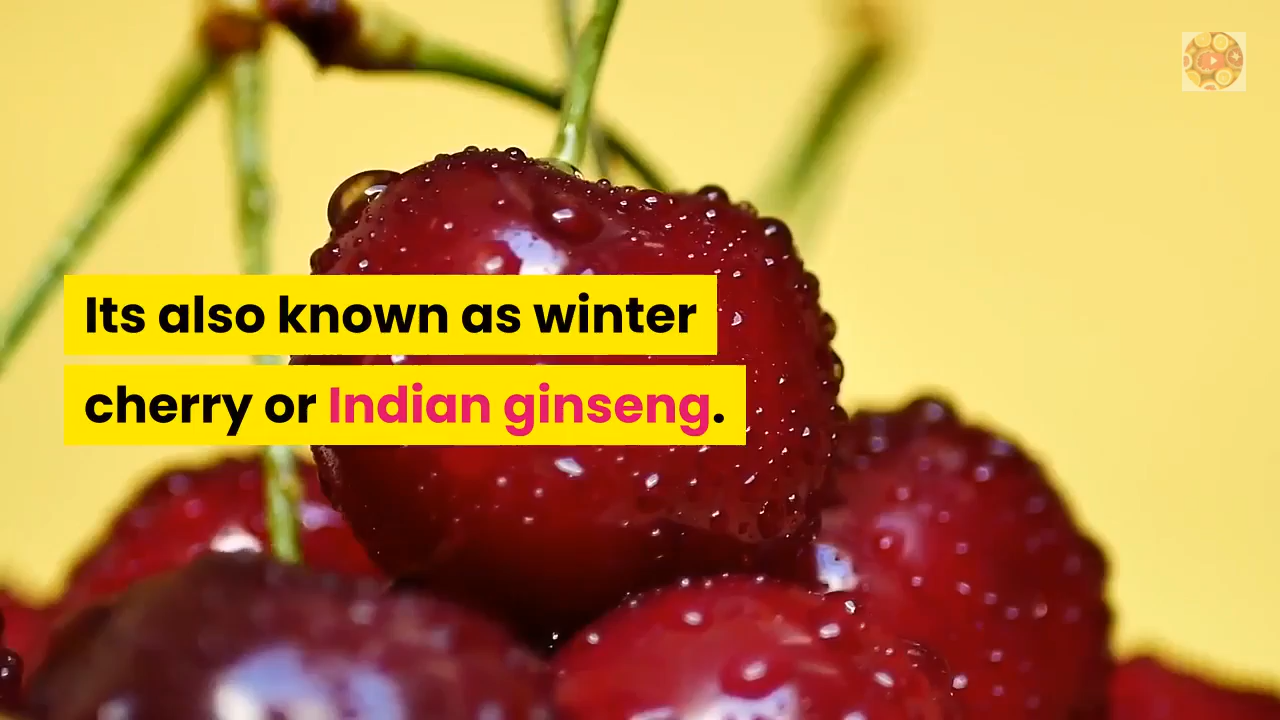 Its also known as winter
cherry or Indian ginseng.